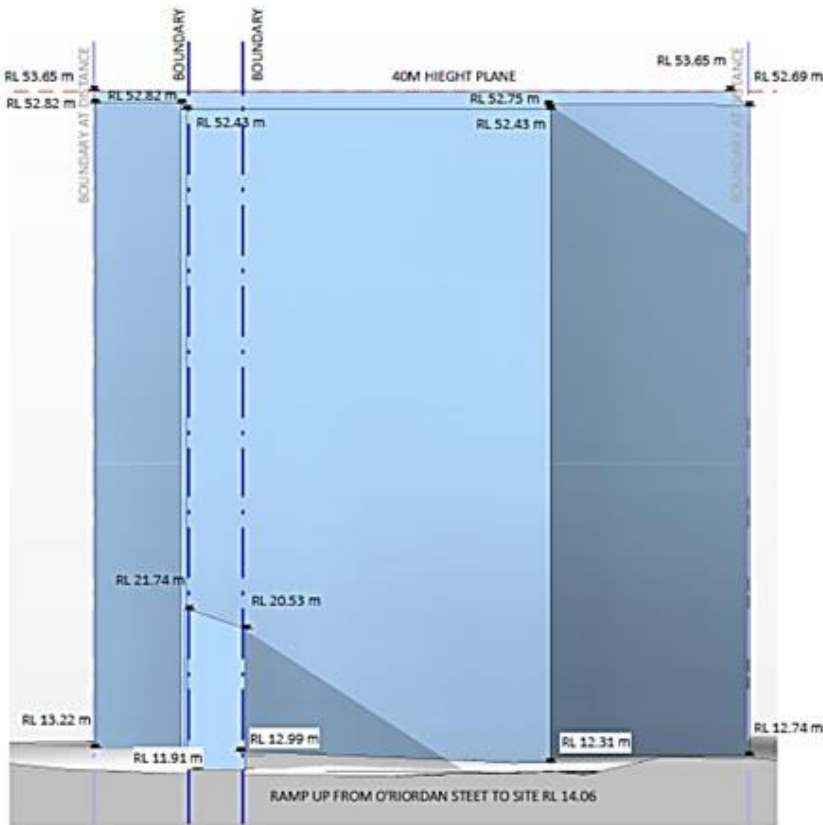 BOUNDARY
BOUNDARY
RL 53.65 m
40M HIEGHT PLANE
RL 53.65 m
RL 52.69 m
RL 52.82 m
RL 52.82 m
RL 52.75 m
RL 52.43 m
RL 52.43 m
BOUNDARY AT DISTANCE
BOUNDARY AT DISTANCE
RL 21.74 m
RL 20.53 m
RL 13.22 m
RL 12.99 m
RL 12.31 m
RL 12.74 m
RL 11.91 m
RAMP UP FROM O'RIORDAN STEET TO SITE RL 14.06